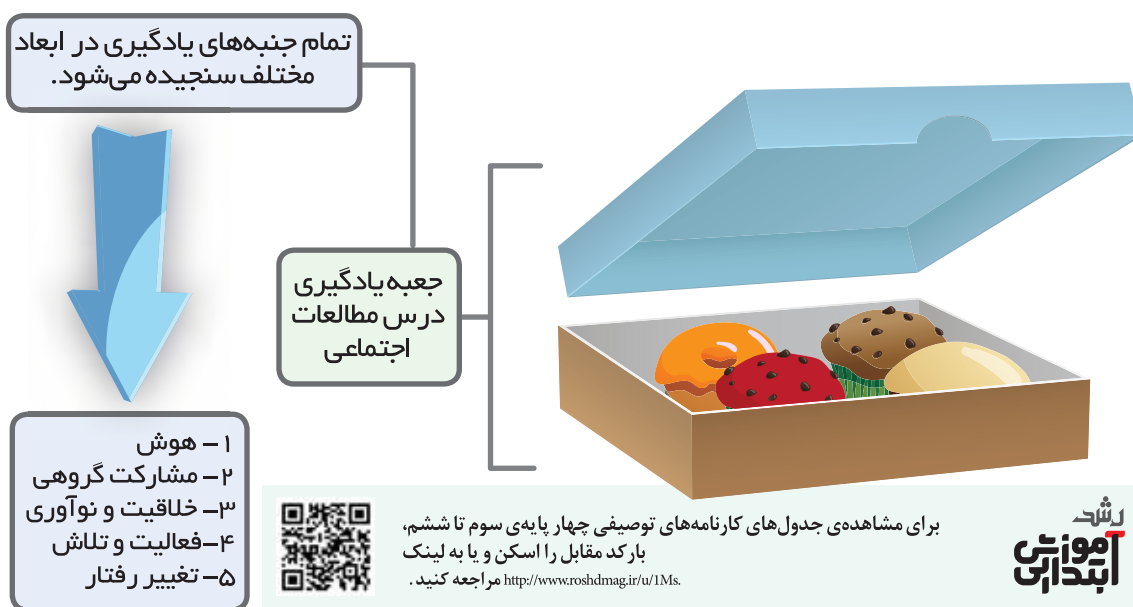 تمام جنبه‌های یادگیری در ابعاد
مختلف سنجیده می‌شود.
جعبه یادگیری
درس مطالعات
اجتماعی
۱- هوش
۲- مشارکت گروهی
۳- خلاقیت و نوآوری
۴-فعالیت و تلاش
۵- تغییر رفتار
برای مشاهده‌ی جدول‌های کارنامه‌های توصیفی چهار پایه‌ی سوم تا ششم،
بارکد مقابل را اسکن و یا به لینک
http://www.roshdmag.ir/u/1Ms. مراجعه کنید.
رشد
آموزش
ابتدایی